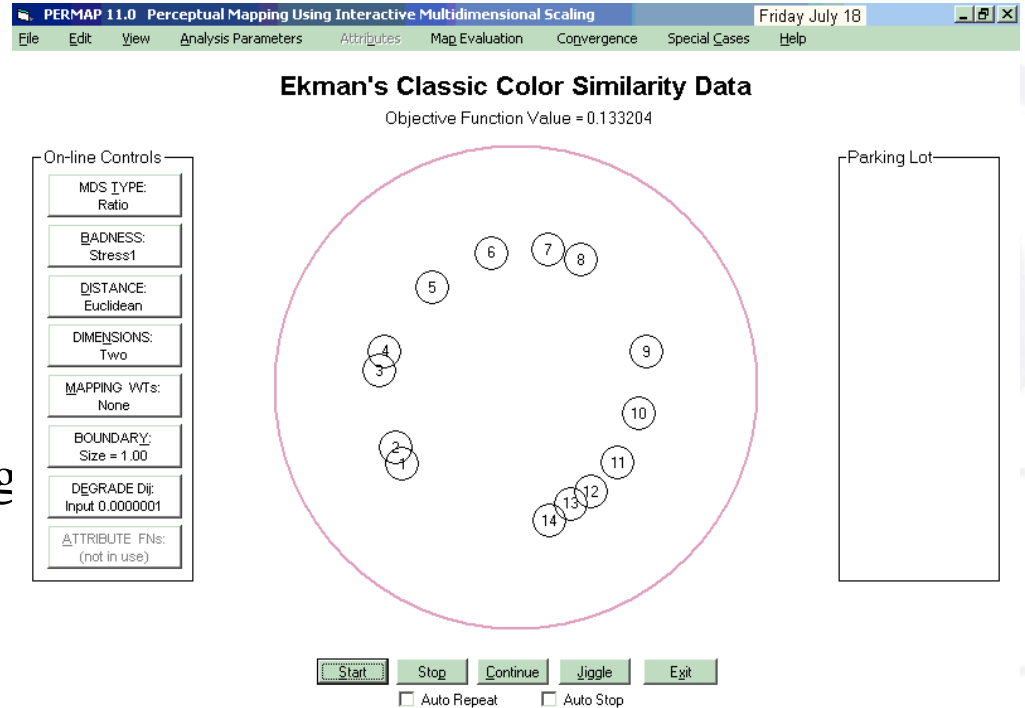 PERMAP 11.0 Perceptual Mapping Using Interactive Multidimensional Scaling
Friday July 18
File Edit View Analysis Parameters Attributes Map Evaluation Convergence Special Cases Help
Ekman's Classic Color Similarity Data
Objective Function Value = 0.133204
On-line Controls
MDS TYPE:
Ratio
BADNESS:
Stress1
DISTANCE:
Euclidean
DIMENSIONS:
Two
MAPPING WTs:
None
BOUNDARY:
Size = 1.00
DEGRADE Dij:
Input 0.0000001
ATTRIBUTE FNs:
(not in use)
6
7
8
5
4
3
9
10
2
1
11
12
13
14
Parking Lot
Start Stop Continue Jiggle Exit
Auto Repeat Auto Stop